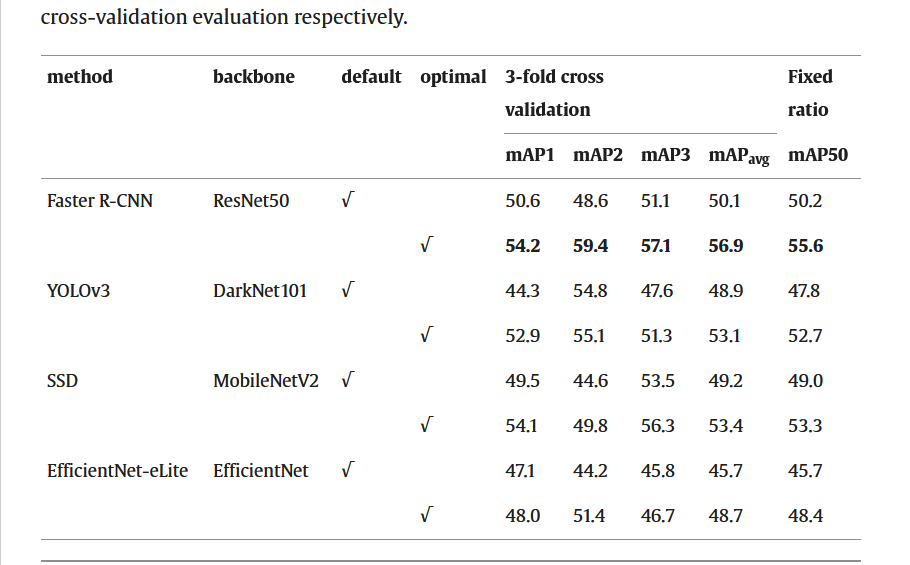 cross-validation evaluation respectively.
method backbone default optimal 3-fold cross validation Fixed ratio
mAP1 mAP2 mAP3 mAPavg mAP50
Faster R-CNN ResNet50 √ 50.6 48.6 51.1 50.1 50.2
√ 54.2 59.4 57.1 56.9 55.6
YOLOv3 DarkNet101 √ 44.3 54.8 47.6 48.9 47.8
√ 52.9 55.1 51.3 53.1 52.7
SSD MobileNetV2 √ 49.5 44.6 53.5 49.2 49.0
√ 54.1 49.8 56.3 53.4 53.3
EfficientNet-eLite EfficientNet √ 47.1 44.2 45.8 45.7 45.7
√ 48.0 51.4 46.7 48.7 48.4